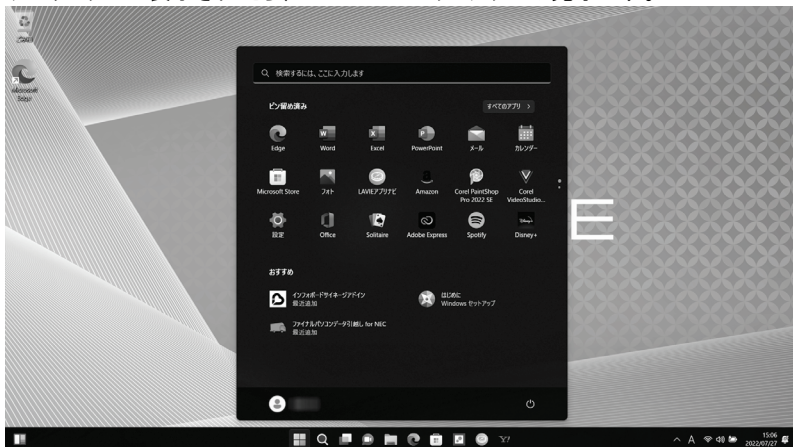 Microsoft
Edge
検索するには、ここに入力します
ピン留め済み
すべてのアプリ >
Edge
Word
Excel
PowerPoint
メール
カレンダー
Microsoft Store
フォト
LAVIEアプリナビ
Amazon
Corel PaintShop
Pro 2022 SE
Corel
VideoStudio...
設定
Office
Solitaire
Adobe Express
Spotify
Disney+
おすすめ
インフォボードサイネージアドイン
最近追加
はじめに
Windows セットアップ
ファイナルパソコンデータ引越し for NEC
最近追加
E
A
15:06
2022/07/27